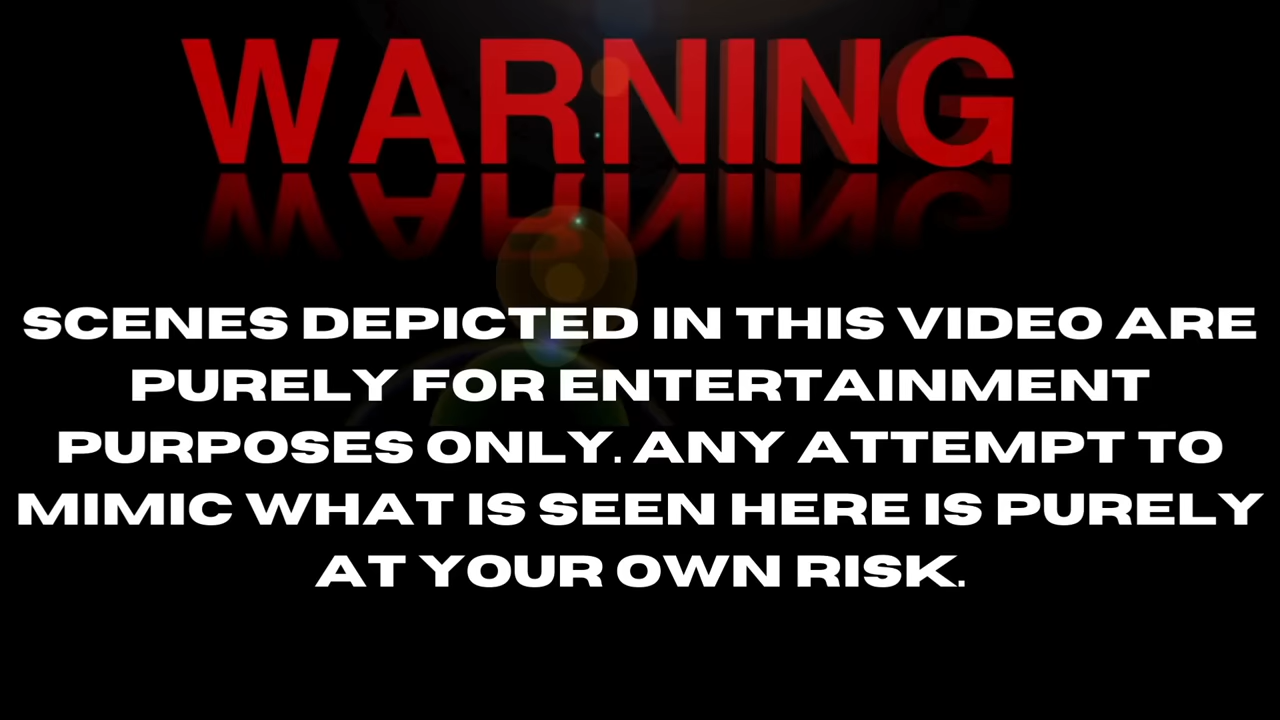 WARNING
SCENES DEPICTED IN THIS VIDEO ARE
PURELY FOR ENTERTAINMENT
PURPOSES ONLY. ANY ATTEMPT TO
MIMIC WHAT IS SEEN HERE IS PURELY
AT YOUR OWN RISK.